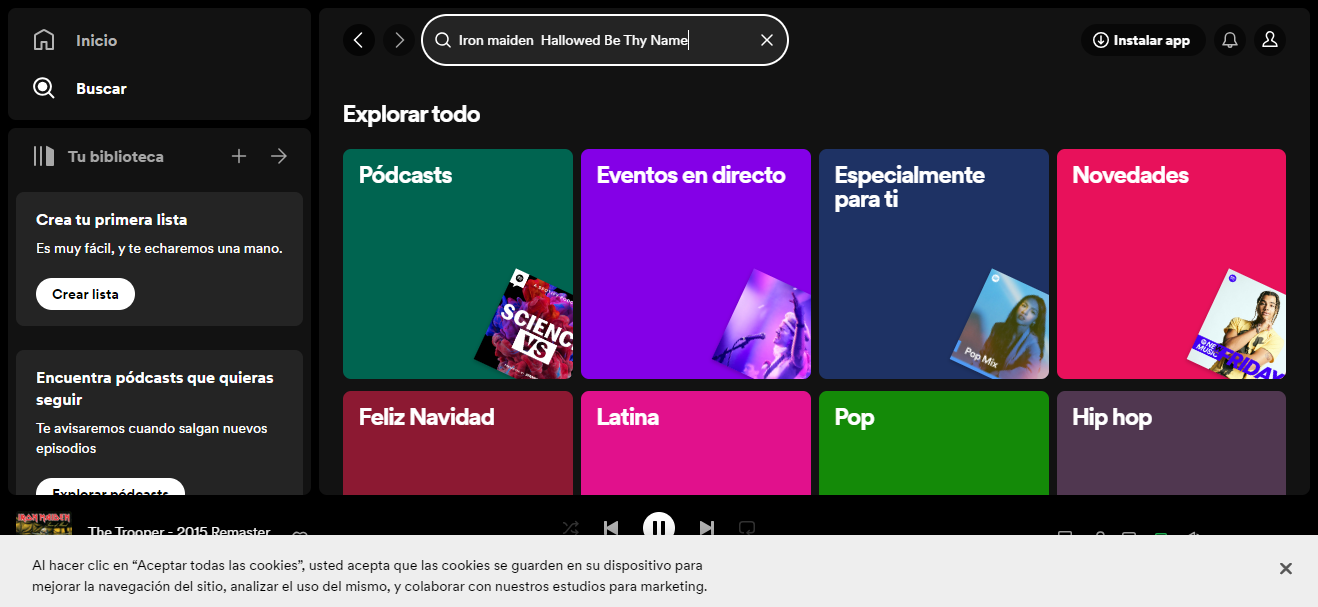 Inicio
Buscar
Tu biblioteca
Crea tu primera lista
Es muy fácil, y te echaremos una mano.
Crear lista
Encuentra pódcasts que quieras
seguir
Te avisaremos cuando salgan nuevos
episodios
Explorar pódcasts
Iron maiden  Hallowed Be Thy Name
Instalar app
Explorar todo
Pódcasts
SCIENC
VS
Eventos en directo
Especialmente
para ti
Pop Mix
Novedades
MUSIC
FRIDAY
Feliz Navidad
Latina
Pop
Hip hop
IRON MAIDEN
The Trooper - 2015 Remaster
Al hacer clic en “Aceptar todas las cookies”, usted acepta que las cookies se guarden en su dispositivo para
mejorar la navegación del sitio, analizar el uso del mismo, y colaborar con nuestros estudios para marketing.